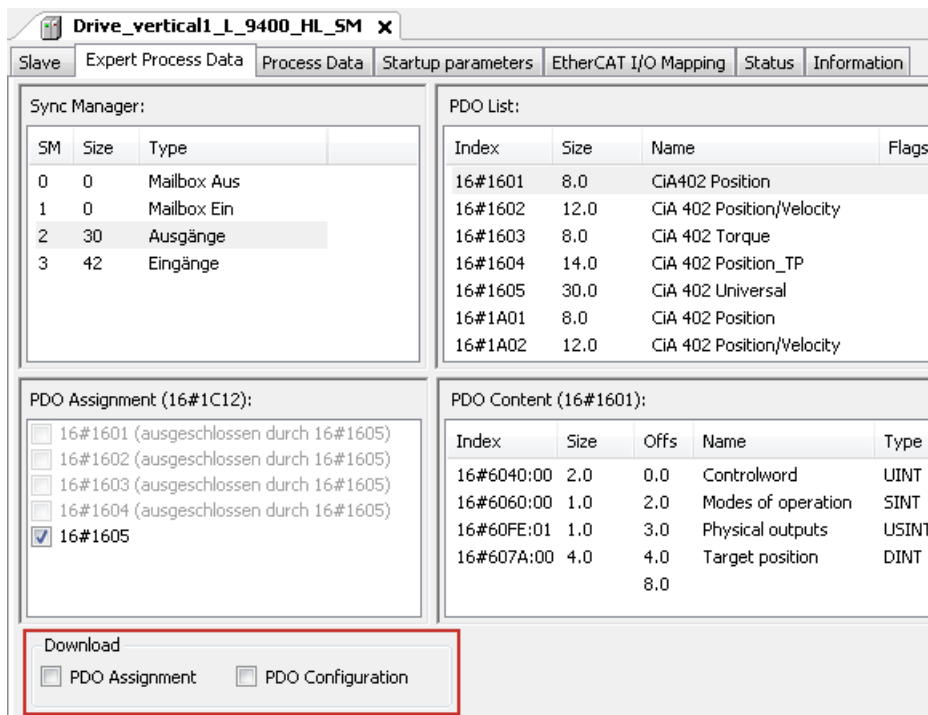 Drive_vertical1_L_9400_HL_SM x
Slave Expert Process Data Process Data Startup parameters EtherCAT I/O Mapping Status Information
Sync Manager:
SM Size Type
0 0 Mailbox Aus
1 0 Mailbox Ein
2 30 Ausgänge
3 42 Eingänge
PDO List:
Index Size Name Flags
16#1601 8.0 CiA402 Position
16#1602 12.0 CiA 402 Position/Velocity
16#1603 8.0 CiA 402 Torque
16#1604 14.0 CiA 402 Position_TP
16#1605 30.0 CiA 402 Universal
16#1A01 8.0 CiA 402 Position
16#1A02 12.0 CiA 402 Position/Velocity
PDO Assignment (16#1C12):
16#1601 (ausgeschlossen durch 16#1605)
16#1602 (ausgeschlossen durch 16#1605)
16#1603 (ausgeschlossen durch 16#1605)
16#1604 (ausgeschlossen durch 16#1605)
16#1605
PDO Content (16#1601):
Index Size Offs Name Type
16#6040:00 2.0 0.0 Controlword UINT
16#6060:00 1.0 2.0 Modes of operation SINT
16#60FE:01 1.0 3.0 Physical outputs USINT
16#607A:00 4.0 4.0 Target position DINT
8.0
Download
PDO Assignment PDO Configuration